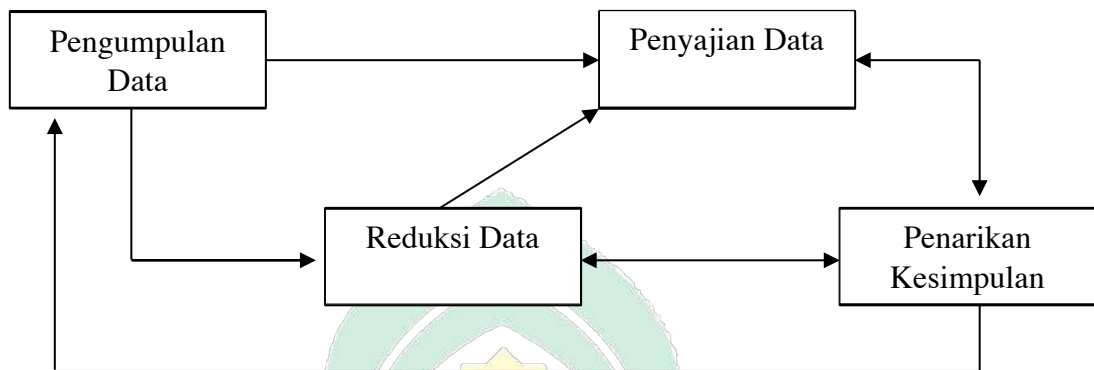 Pengumpulan
Data
Penyajian Data
Reduksi Data
Penarikan
Kesimpulan